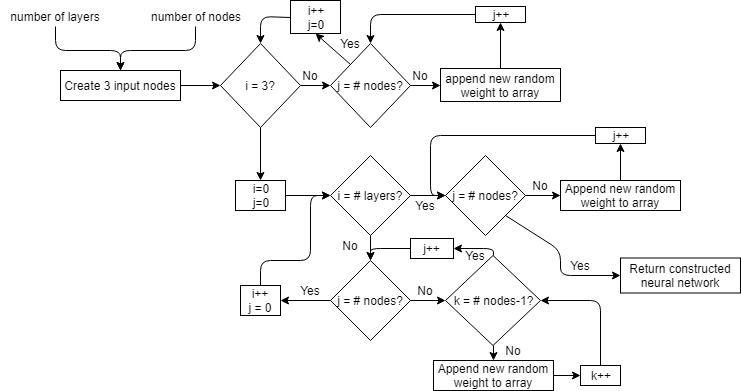 number of layers
number of nodes
i++
j=0
j++
Yes
Create 3 input nodes
i = 3?
No
j = # nodes?
No
append new random
weight to array
j++
i=0
j=0
i = # layers?
Yes
j = # nodes?
No
Append new random
weight to array
No
j++
Yes
Yes
Return constructed
neural network
i++
j = 0
Yes
j = # nodes?
No
k = # nodes-1?
No
Append new random
weight to array
k++